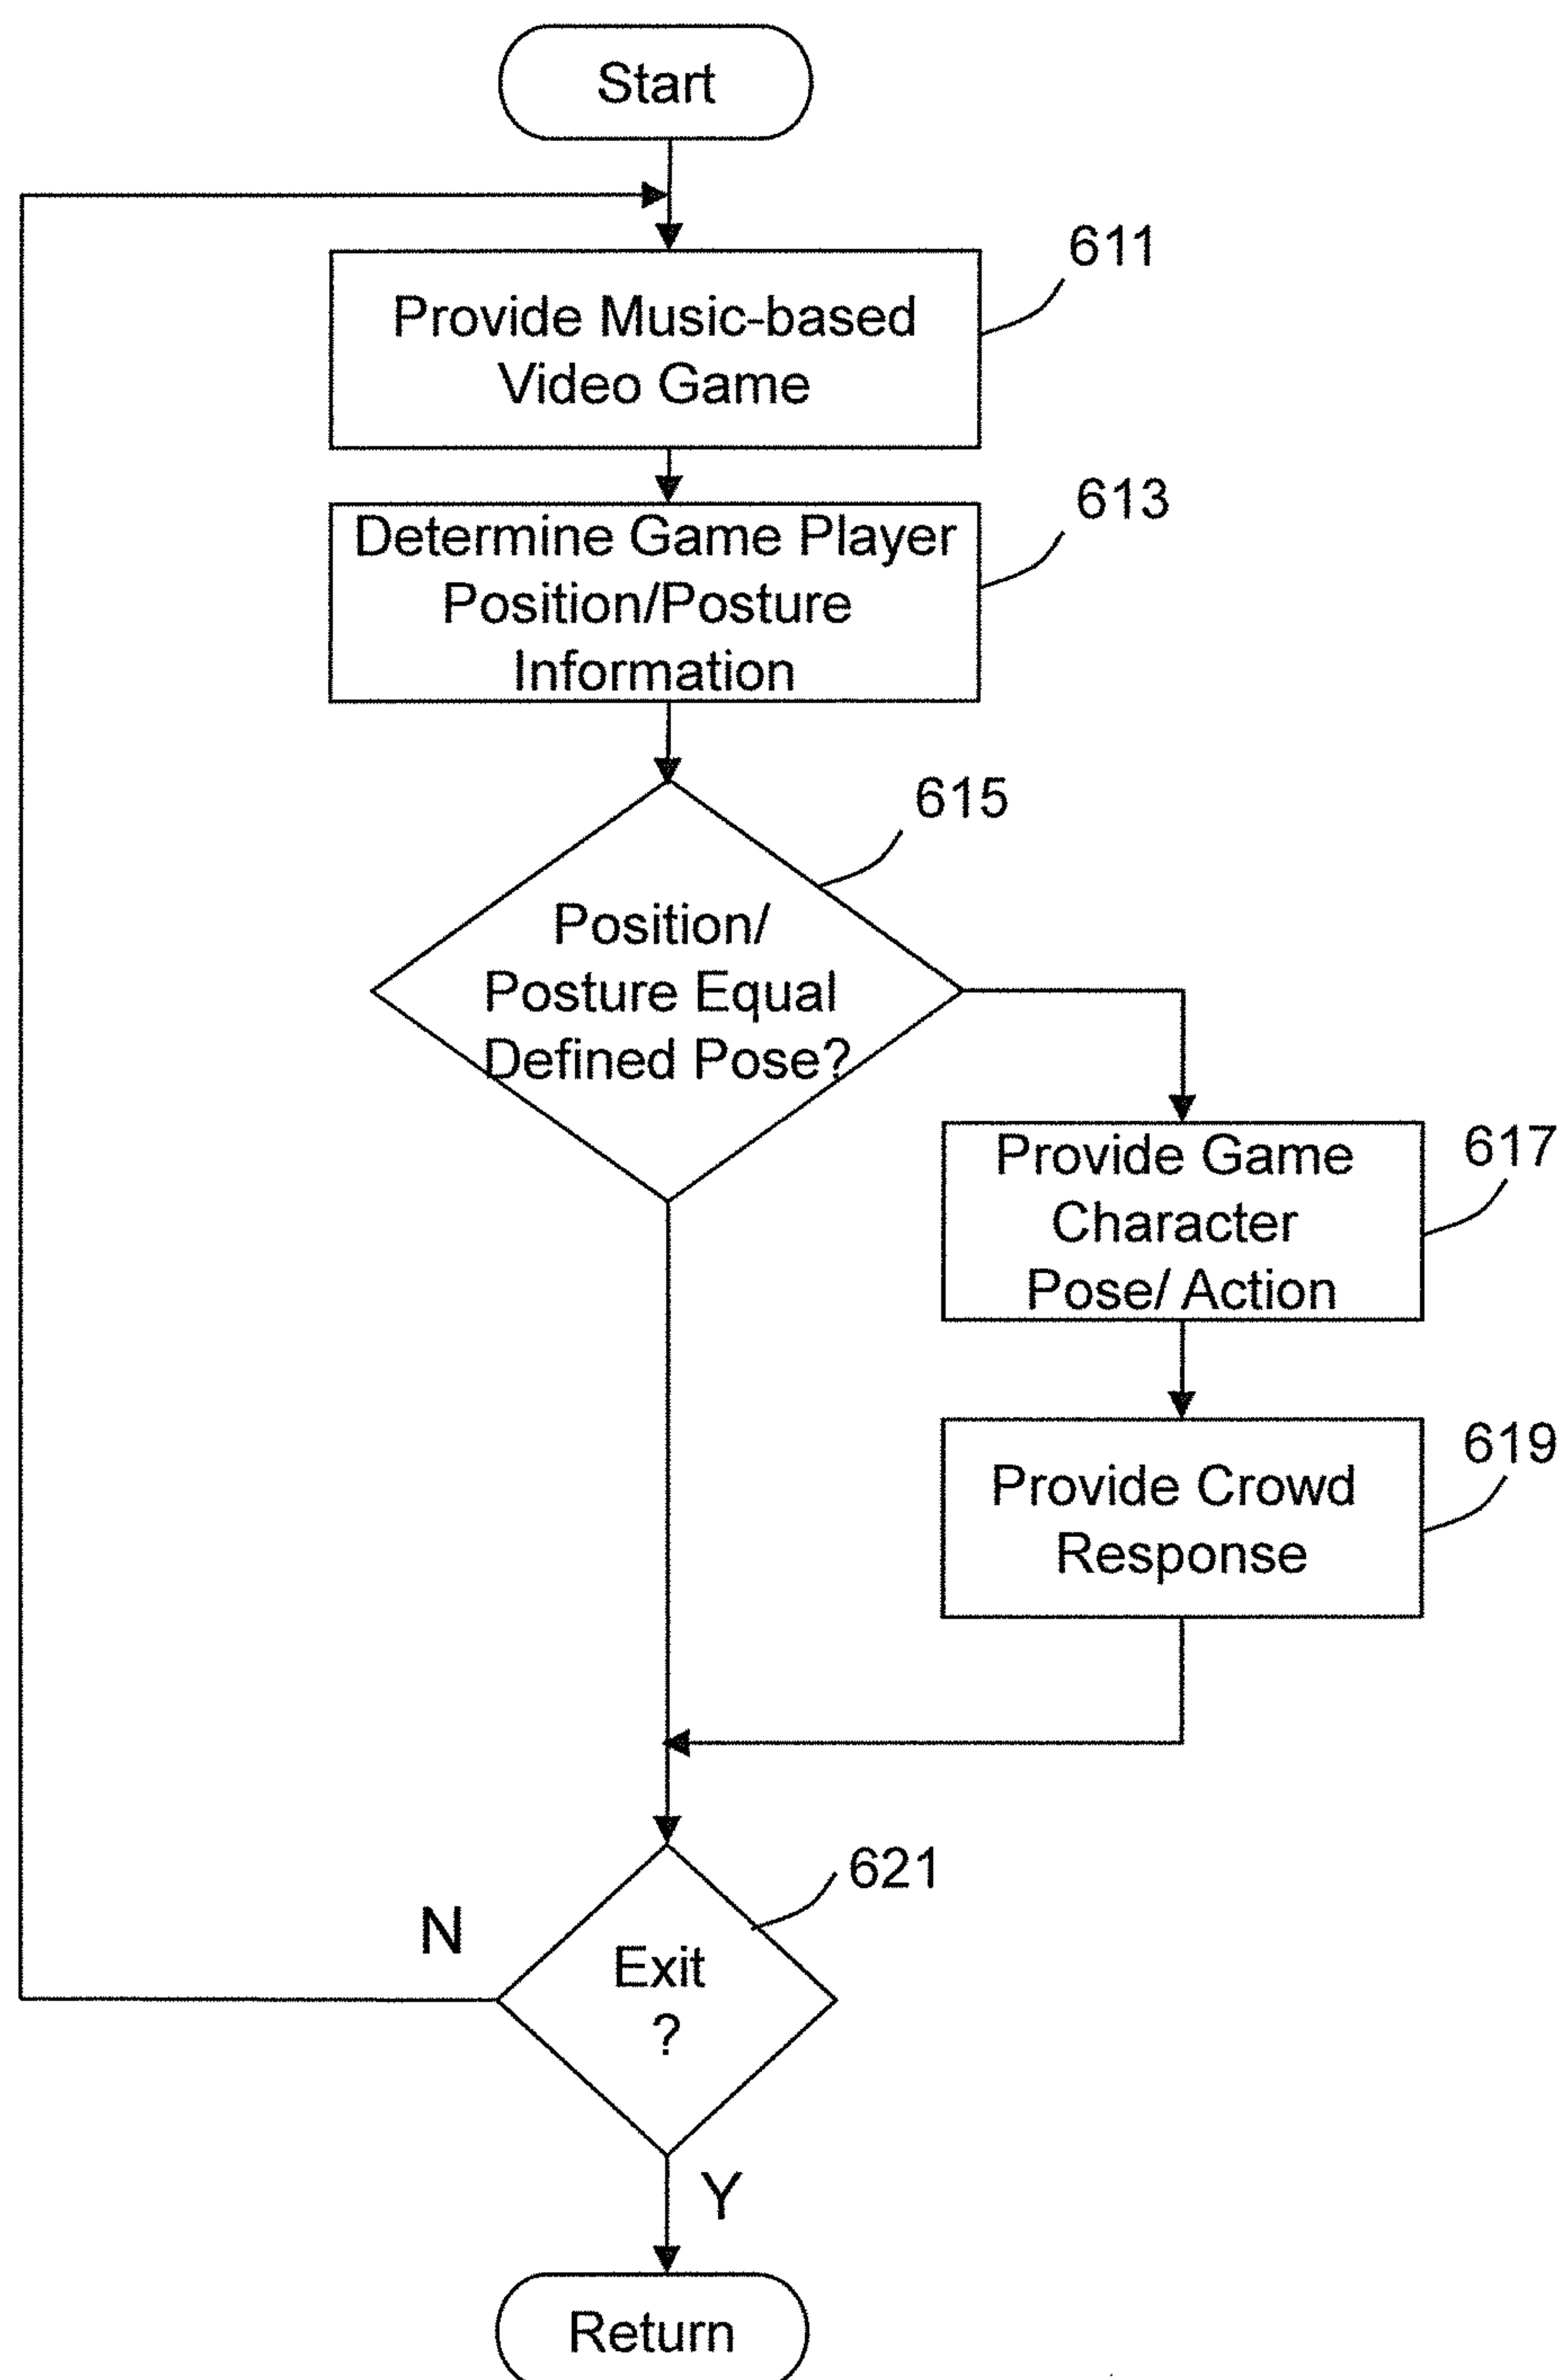 Start
611
Provide Music-based
Video Game
613
Determine Game Player
Position/Posture
Information
615
Position/
Posture Equal
Defined Pose?
617
Provide Game
Character
Pose/ Action
619
Provide Crowd
Response
621
N
Exit
?
Y
Return